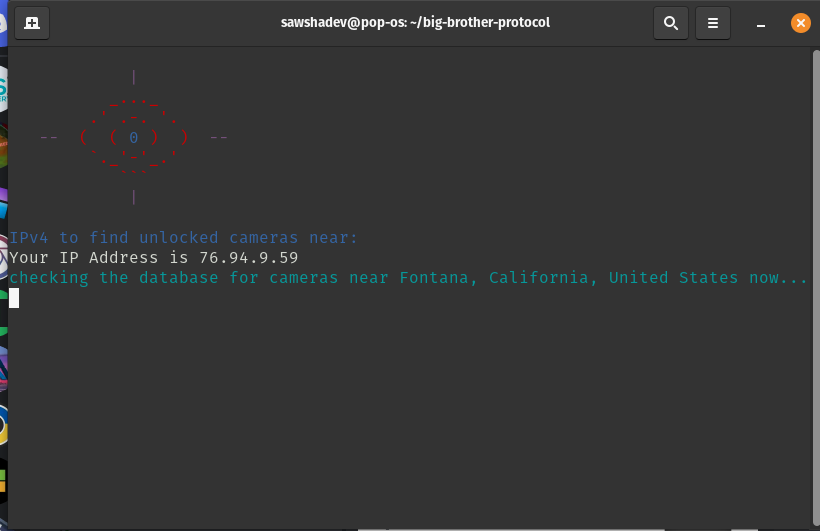 sawshadev@pop-os: ~/big-brother-protocol
|
_..._
.' .-. '.
-- ( ( 0 ) ) --
|
IPv4 to find unlocked cameras near:
Your IP Address is 76.94.9.59
checking the database for cameras near Fontana, California, United States now...